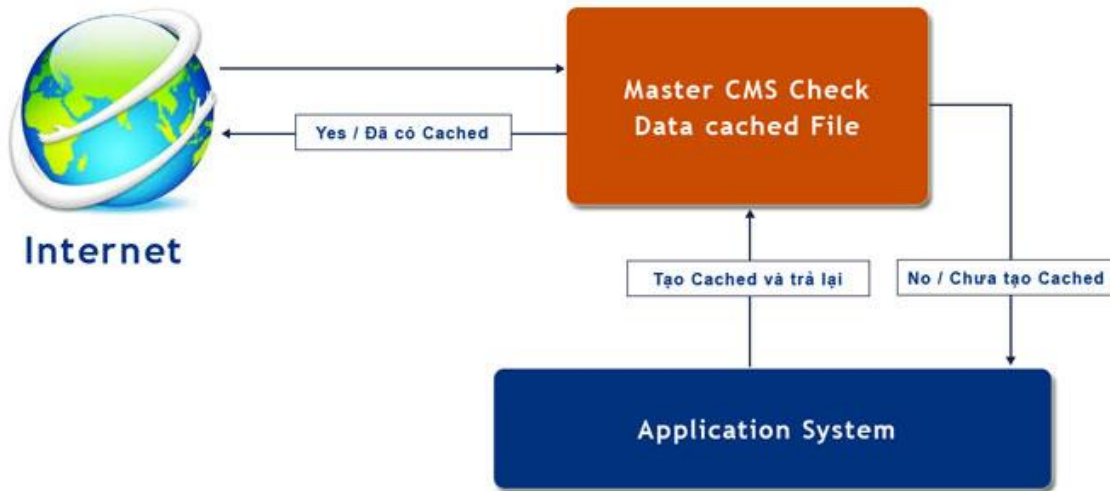 Master CMS Check
Data cached File
Yes / Đã có Cached
Internet
Tạo Cached và trả lại
No / Chưa tạo Cached
Application System